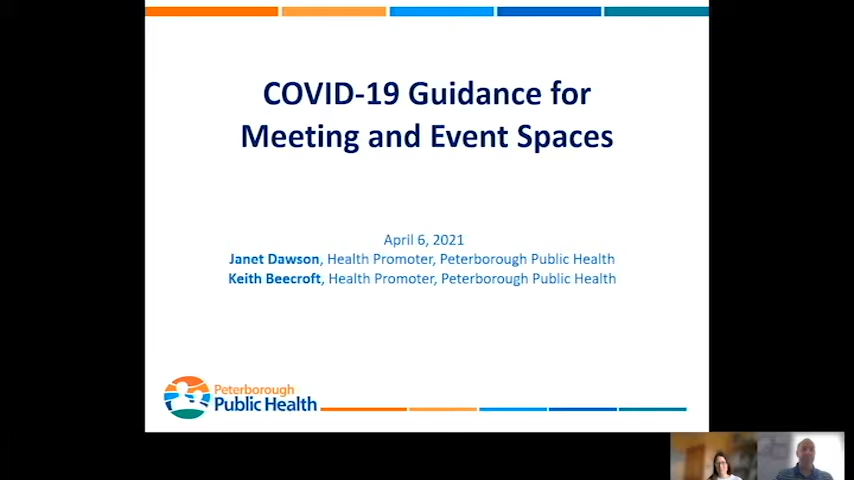 COVID-19 Guidance for
Meeting and Event Spaces
April 6, 2021
Janet Dawson, Health Promoter, Peterborough Public Health
Keith Beecroft, Health Promoter, Peterborough Public Health
Peterborough
Public Health